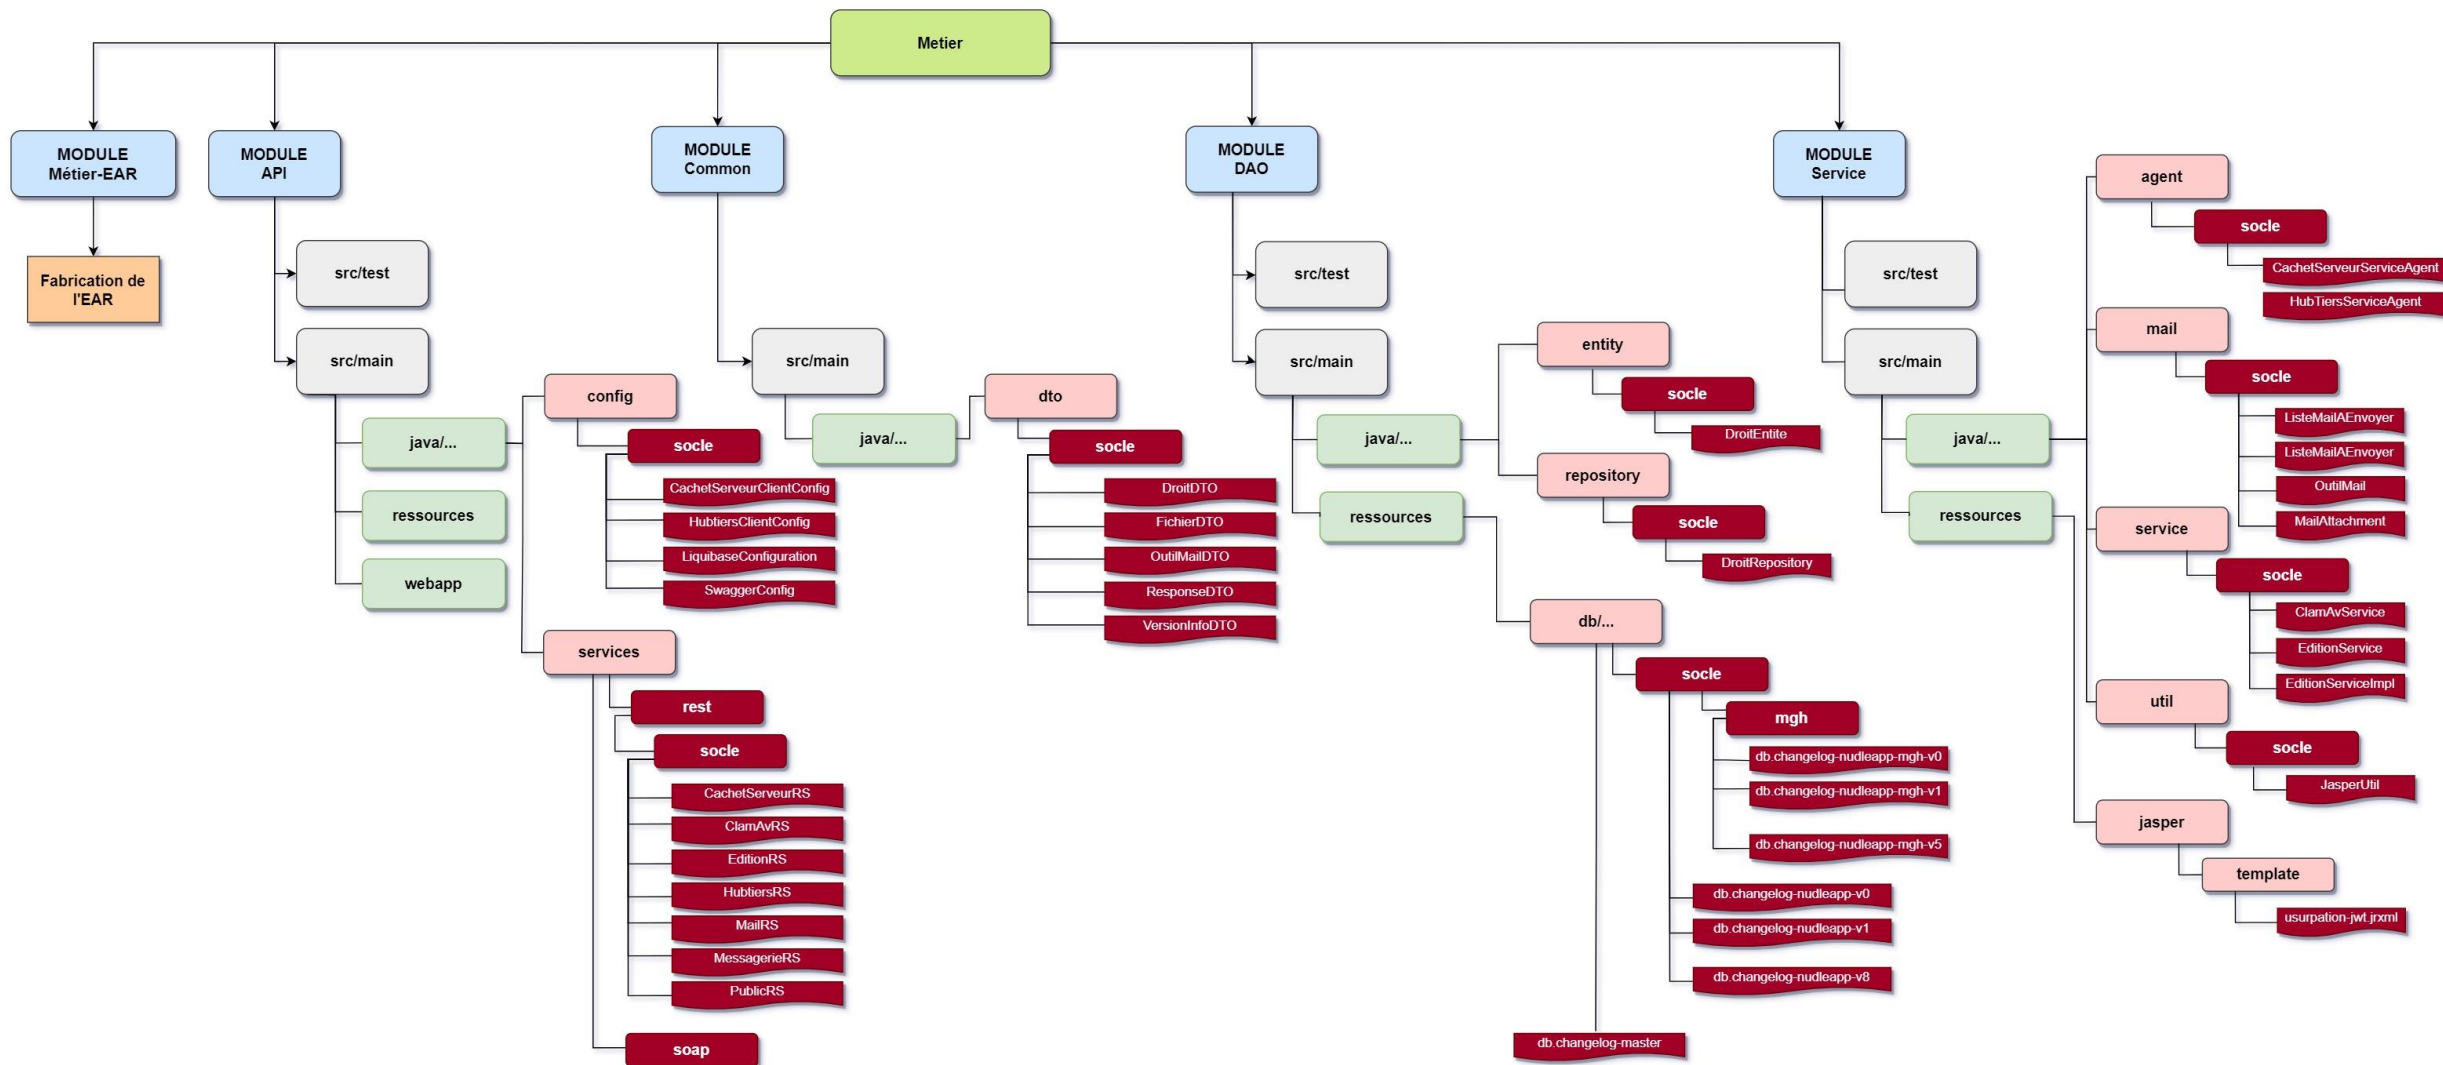 Metier
MODULE
Métier-EAR
Fabrication de
l'EAR
MODULE
API
src/test
src/main
java/...
ressources
webapp
config
socle
CachetServeurClientConfig
HubtiersClientConfig
LiquibaseConfiguration
SwaggerConfig
services
rest
socle
CachetServeurRS
ClamAvRS
EditionRS
HubtiersRS
MailRS
MessagerieRS
PublicRS
soap
MODULE
Common
src/main
java/...
dto
socle
DroitDTO
FichierDTO
OutilMailDTO
ResponseDTO
VersionInfoDTO
MODULE
DAO
src/test
src/main
java/...
ressources
entity
socle
DroitEntite
repository
socle
DroitRepository
db/...
socle
mgh
db.changelog-nudleapp-mgh-v0
db.changelog-nudleapp-mgh-v1
db.changelog-nudleapp-mgh-v5
db.changelog-nudleapp-v0
db.changelog-nudleapp-v1
db.changelog-nudleapp-v8
db.changelog-master
MODULE
Service
src/test
src/main
java/...
ressources
agent
socle
CachetServeurServiceAgent
HubTiersServiceAgent
mail
socle
ListeMailAEnvoyer
ListeMailAEnvoyer
OutilMail
MailAttachment
service
socle
ClamAvService
EditionService
EditionServiceImpl
util
socle
JasperUtil
jasper
template
usurpation-jwt.jrxml